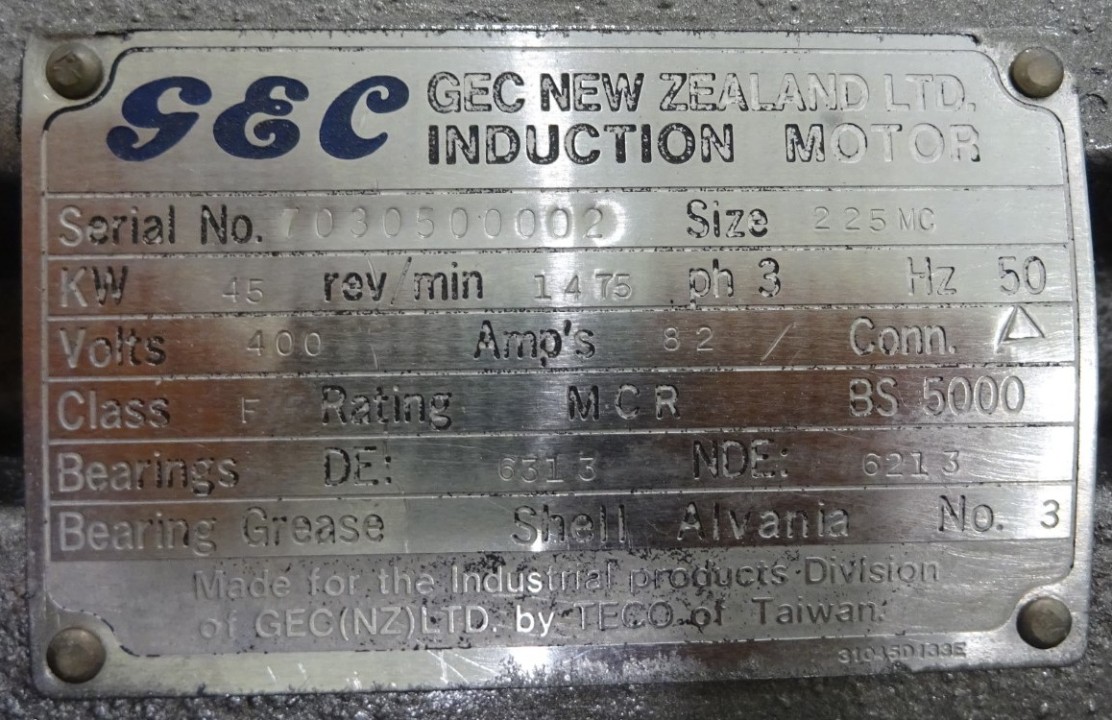 GEC GEC NEW ZEALAND LTD.
INDUCTION MOTOR
Serial No. 7030500002 Size 225MC
KW 45 rev/min 1475 ph 3 Hz 50
Volts 400 Amp's 82 / Conn. △
Class F Rating MCR BS 5000
Bearings DE: 6313 NDE: 6213
Bearing Grease Shell Alvania No. 3
Made for the Industrial products Division
of GEC(NZ)LTD. by TECO of Taiwan.